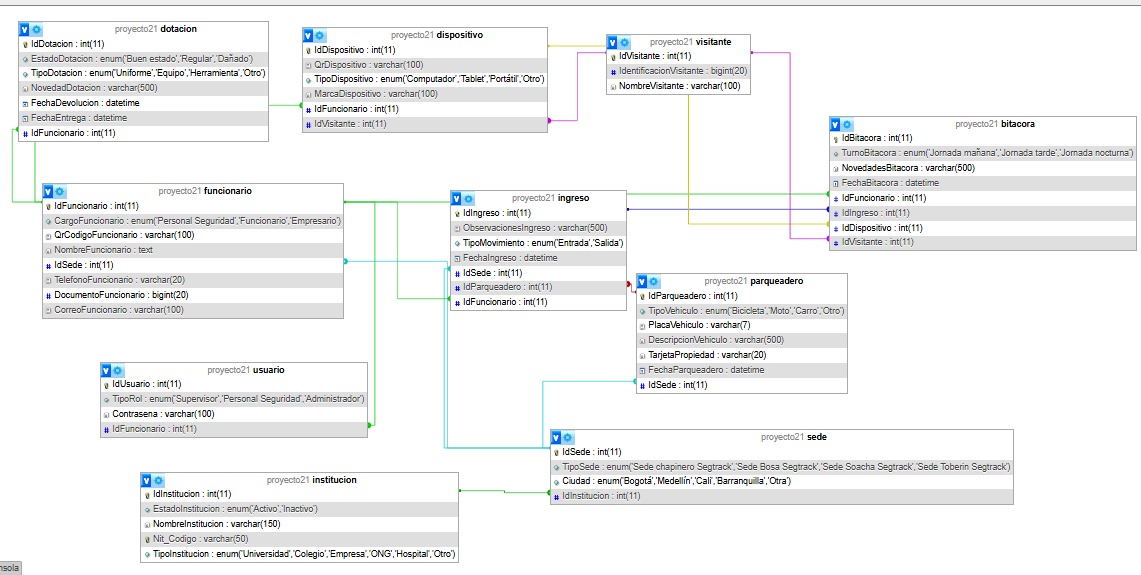 proyecto21 dotacion
IdDotacion : int(11)
EstadoDotacion : enum('Buen estado','Regular','Dañado')
TipoDotacion : enum('Uniforme','Equipo','Herramienta','Otro')
NovedadDotacion : varchar(500)
FechaDevolucion : datetime
FechaEntrega : datetime
IdFuncionario : int(11)
proyecto21 dispositivo
IdDispositivo : int(11)
QrDispositivo : varchar(100)
TipoDispositivo : enum('Computador','Tablet','Portátil','Otro')
MarcaDispositivo : varchar(100)
IdFuncionario : int(11)
IdVisitante : int(11)
proyecto21 visitante
IdVisitante : int(11)
IdentificacionVisitante : bigint(20)
NombreVisitante : varchar(100)
proyecto21 bitacora
IdBitacora : int(11)
TurnoBitacora : enum('Jornada mañana','Jornada tarde','Jornada nocturna')
NovedadesBitacora : varchar(500)
FechaBitacora : datetime
IdFuncionario : int(11)
IdIngreso : int(11)
IdDispositivo : int(11)
IdVisitante : int(11)
proyecto21 funcionario
IdFuncionario : int(11)
CargoFuncionario : enum('Personal Seguridad','Funcionario','Empresario')
QrCodigoFuncionario : varchar(100)
NombreFuncionario : text
IdSede : int(11)
TelefonoFuncionario : varchar(20)
DocumentoFuncionario : bigint(20)
CorreoFuncionario : varchar(100)
proyecto21 ingreso
IdIngreso : int(11)
ObservacionesIngreso : varchar(500)
TipoMovimiento : enum('Entrada','Salida')
FechaIngreso : datetime
IdSede : int(11)
IdParqueadero : int(11)
IdFuncionario : int(11)
proyecto21 parqueadero
IdParqueadero : int(11)
TipoVehiculo : enum('Bicicleta','Moto','Carro','Otro')
PlacaVehiculo : varchar(7)
DescripcionVehiculo : varchar(500)
TarjetaPropiedad : varchar(20)
FechaParqueadero : datetime
IdSede : int(11)
proyecto21 usuario
IdUsuario : int(11)
TipoRol : enum('Supervisor','Personal Seguridad','Administrador')
Contrasena : varchar(100)
IdFuncionario : int(11)
proyecto21 sede
IdSede : int(11)
TipoSede : enum('Sede chapinero Segtrack','Sede Bosa Segtrack','Sede Soacha Segtrack','Sede Toberin Segtrack')
Ciudad : enum('Bogotá','Medellín','Cali','Barranquilla','Otra')
IdInstitucion : int(11)
proyecto21 institucion
IdInstitucion : int(11)
EstadoInstitucion : enum('Activo','Inactivo')
NombreInstitucion : varchar(150)
Nit_Codigo : varchar(50)
TipoInstitucion : enum('Universidad','Colegio','Empresa','ONG','Hospital','Otro')
nsola